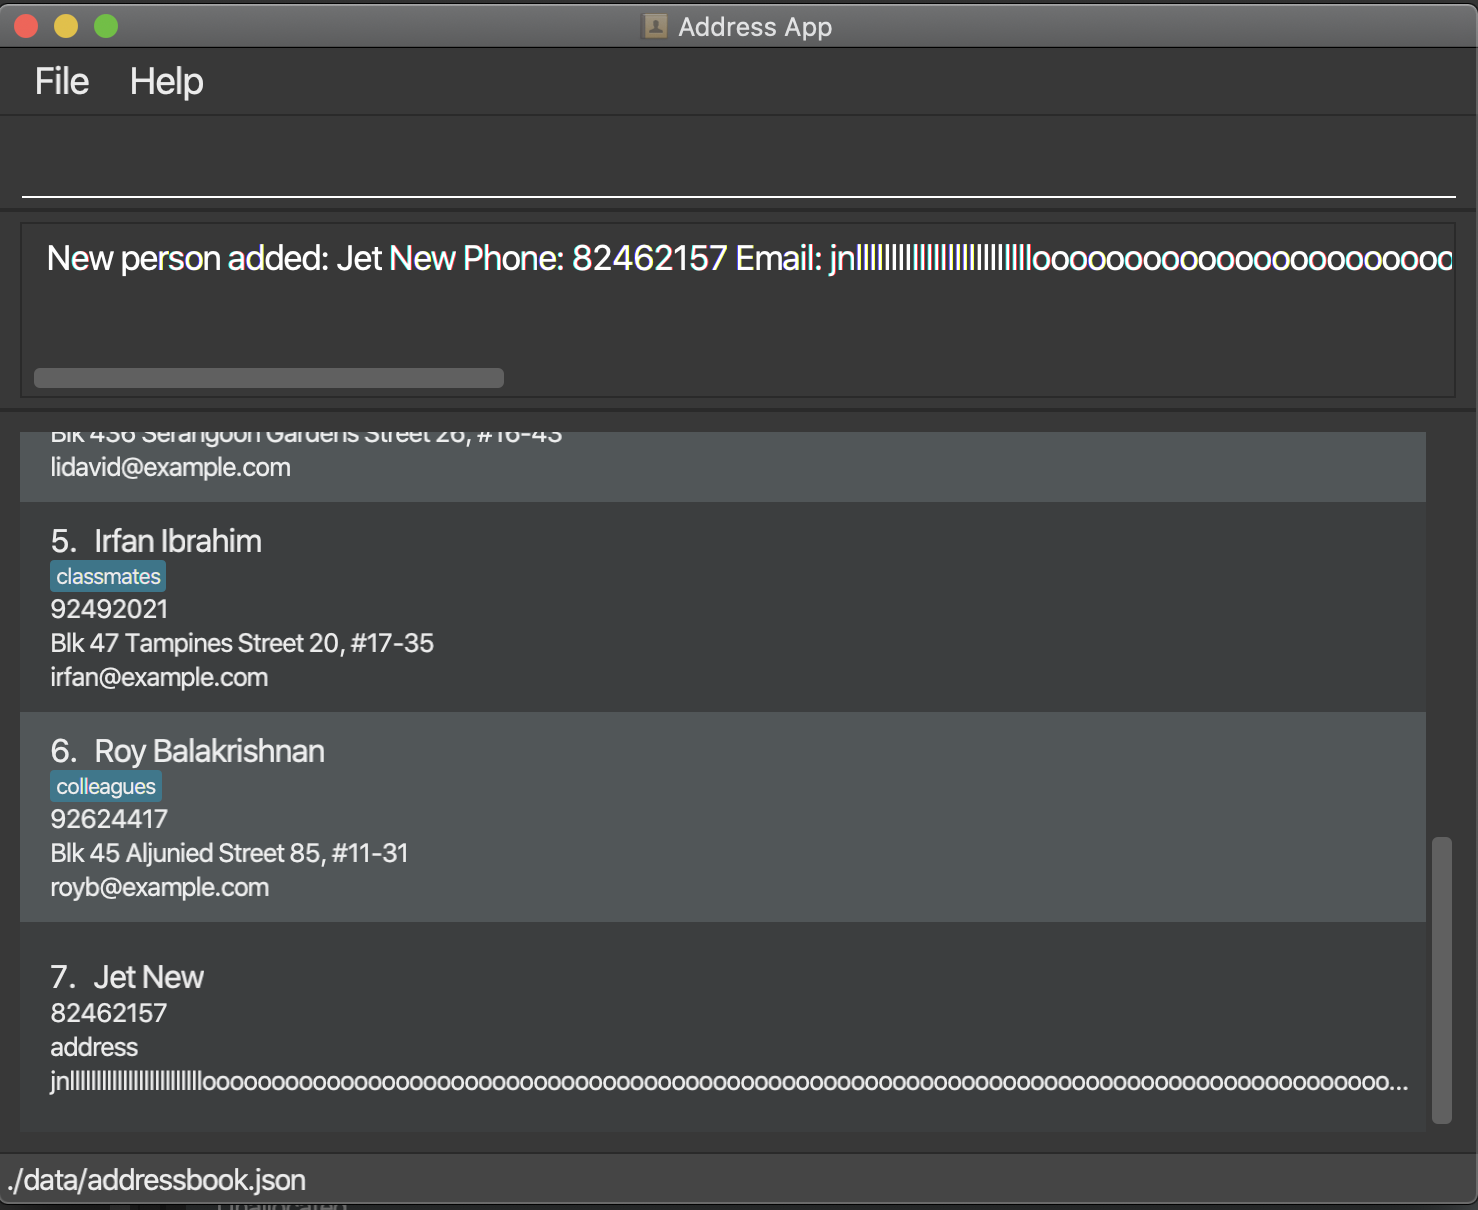 Address App
File Help
New person added: Jet New Phone: 82462157 Email: jnlllllllllllllllllllllllllooooooooooooooooooooooo
Blk 436 Serangoon Gardens Street 26, #16-43
lidavid@example.com
5. Irfan Ibrahim
classmates
92492021
Blk 47 Tampines Street 20, #17-35
irfan@example.com
6. Roy Balakrishnan
colleagues
92624417
Blk 45 Aljunied Street 85, #11-31
royb@example.com
7. Jet New
82462157
address
jnlllllllllllllllllllllllllooooooooooooooooooooooooooooooooooooooooooooooooooooooooooooooooooooooooooooooooooooo...
./data/addressbook.json